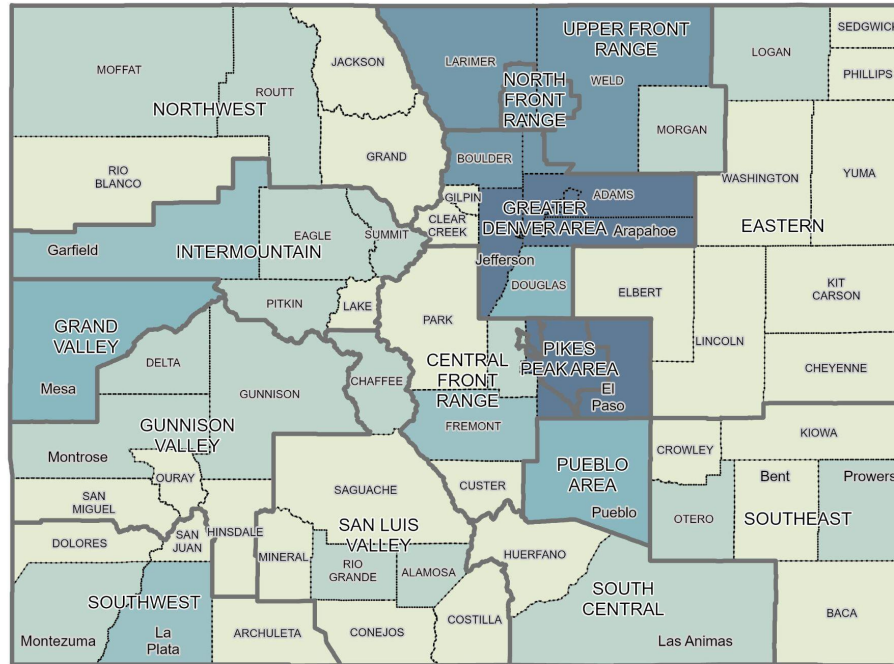 MOFFAT
ROUTT
JACKSON
LARIMER
UPPER FRONT
RANGE
WELD
LOGAN
SEDGWICK
PHILLIPS
NORTHWEST
NORTH
FRONT
RANGE
MORGAN
RIO
BLANCO
GRAND
BOULDER
WASHINGTON
YUMA
GILPIN
CLEAR
CREEK
GREATER
DENVER AREA
ADAMS
Arapahoe
EASTERN
Garfield
INTERMOUNTAIN
EAGLE
SUMMIT
Jefferson
DOUGLAS
ELBERT
KIT
CARSON
PITKIN
LAKE
PARK
LINCOLN
GRAND
VALLEY
Mesa
DELTA
GUNNISON
CHAFFEE
CENTRAL
FRONT
RANGE
PIKES
PEAK AREA
El
Paso
CHEYENNE
GUNNISON
VALLEY
Montrose
OURAY
FREMONT
CROWLEY
KIOWA
SAN
MIGUEL
SAGUACHE
CUSTER
PUEBLO
AREA
Pueblo
Bent
Prowers
OTERO
SOUTHEAST
DOLORES
SAN
JUAN
HINSDALE
MINERAL
SAN LUIS
VALLEY
RIO
GRANDE
ALAMOSA
HUERFANO
SOUTHWEST
Montezuma
La
Plata
ARCHULETA
CONEJOS
COSTILLA
SOUTH
CENTRAL
Las Animas
BACA